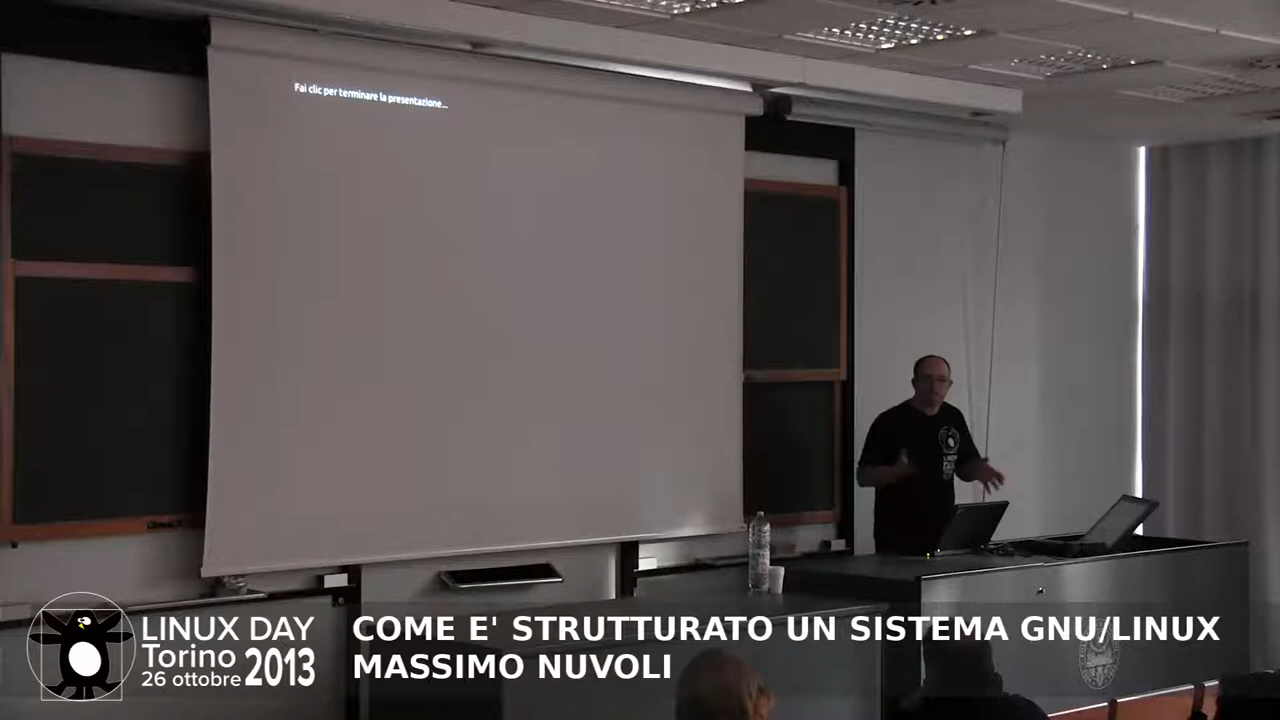 Fai clic per terminare la presentazione...
LINUX DAY
Torino 2013
26 ottobre
COME E' STRUTTURATO UN SISTEMA GNU/LINUX
MASSIMO NUVOLI